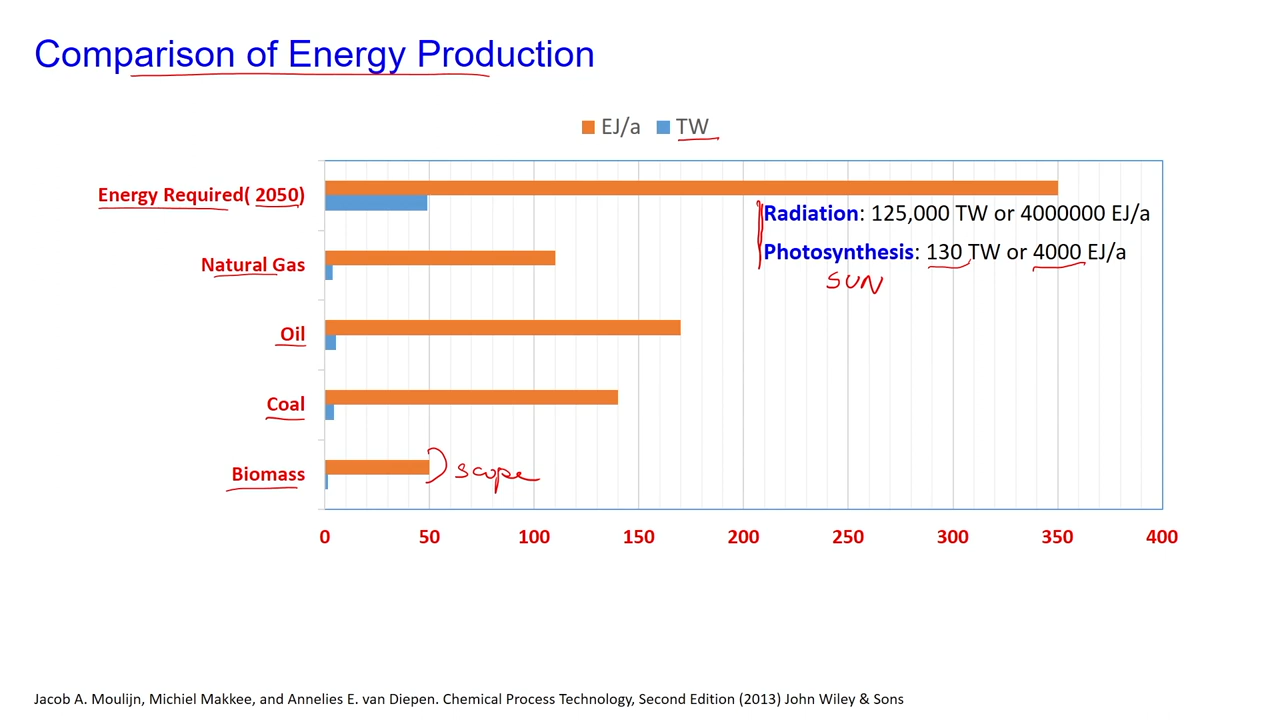 Comparison of Energy Production
EJ/a TW
Energy Required( 2050)
Radiation: 125,000 TW or 4000000 EJ/a
Photosynthesis: 130 TW or 4000 EJ/a
SUN
Natural Gas
Oil
Coal
Biomass
scope
0 50 100 150 200 250 300 350 400
Jacob A. Moulijn, Michiel Makkee, and Annelies E. van Diepen. Chemical Process Technology, Second Edition (2013) John Wiley & Sons